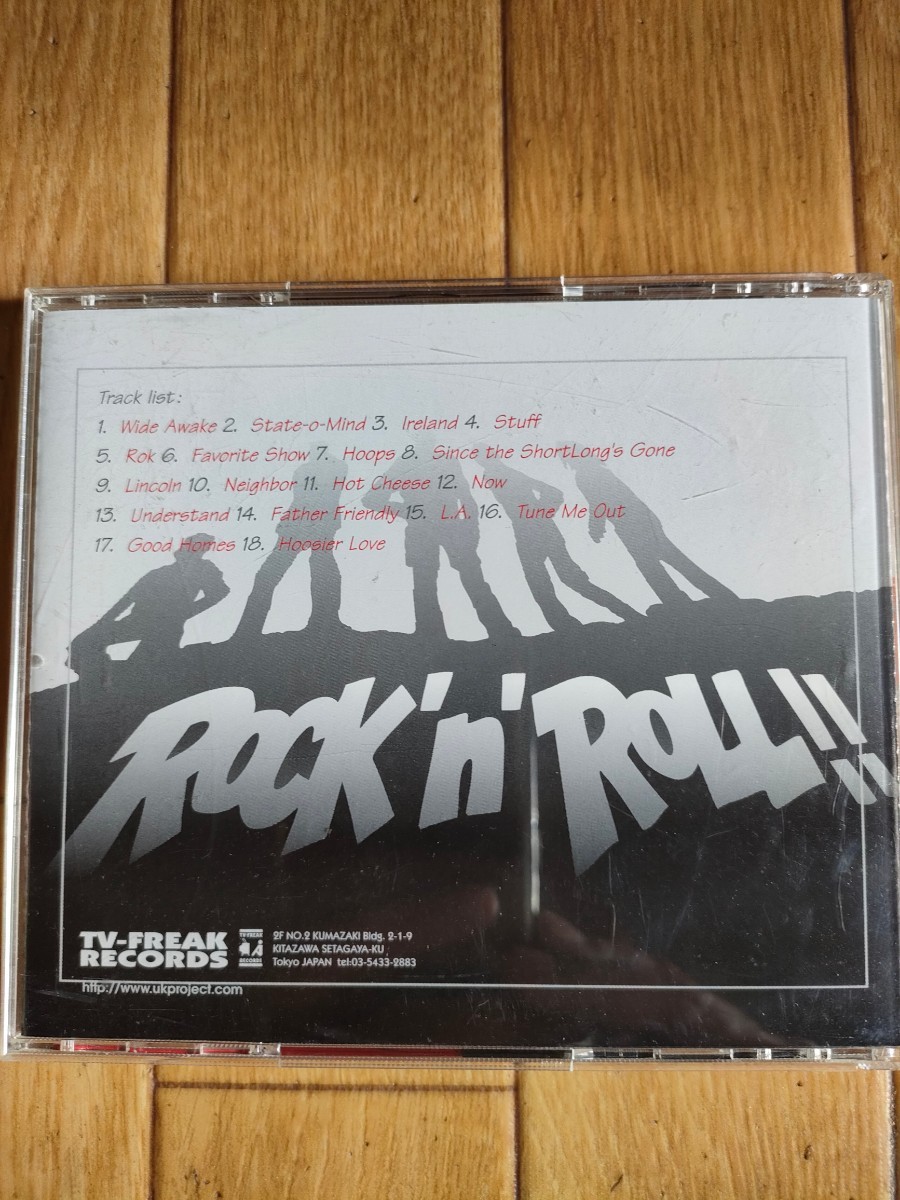 Track list:
1. Wide Awake 2. State-o-Mind 3. Ireland 4. Stuff
5. Rok 6. Favorite Show 7. Hoops 8. Since the ShortLong's Gone
9. Lincoln 10. Neighbor 11. Hot Cheese 12. Now
13. Understand 14. Father Friendly 15. L.A. 16. Tune Me Out
17. Good Homes 18. Hoosier Love
ROCK 'n' ROLL!!
TV-FREAK
RECORDS
TV-FREAK
RECORDS
2F NO.2 KUMAZAKI Bldg. 2-1-9
KITAZAWA SETAGAYA-KU
Tokyo JAPAN tel:03-5433-2883
http://www.ukproject.com